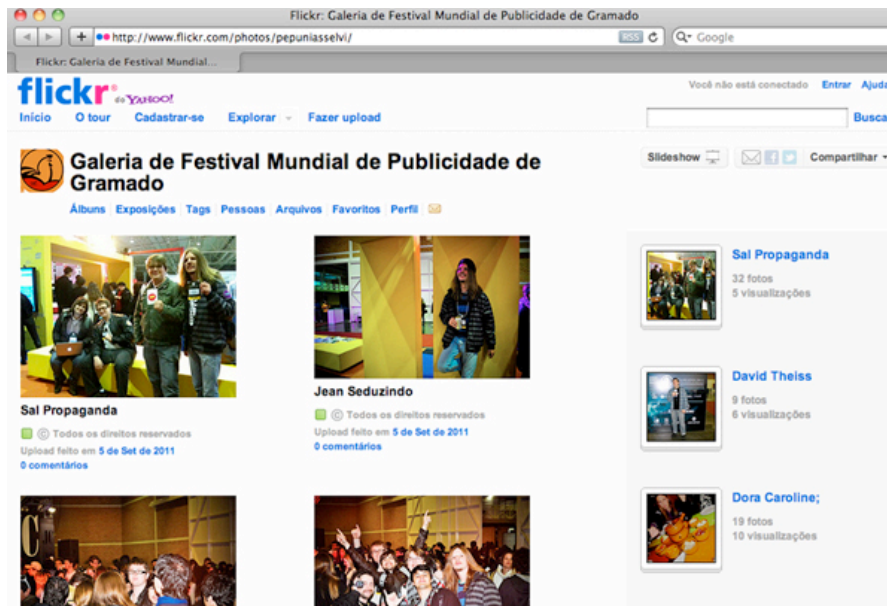 Flickr: Galeria de Festival Mundial de Publicidade de Gramado
http://www.flickr.com/photos/pepuniasselvi/
RSS
Google
Flickr: Galeria de Festival Mundial...
flickr do YAHOO!
Você não está conectado Entrar Ajuda
Início O tour Cadastrar-se Explorar Fazer upload
Busca
Galeria de Festival Mundial de Publicidade de
Gramado
Slideshow Compartilhar
Álbuns Exposições Tags Pessoas Arquivos Favoritos Perfil
Sal Propaganda
© Todos os direitos reservados
Upload feito em 5 de Set de 2011
0 comentários
Jean Seduzindo
© Todos os direitos reservados
Upload feito em 5 de Set de 2011
0 comentários
Sal Propaganda
32 fotos
5 visualizações
David Theiss
9 fotos
6 visualizações
Dora Caroline;
19 fotos
10 visualizações